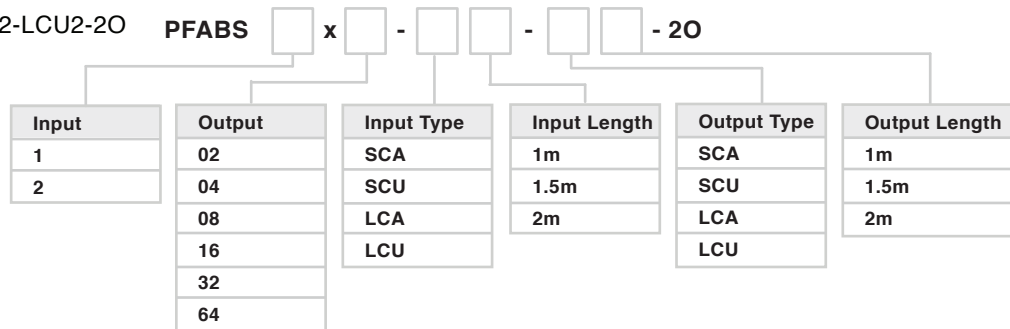 2-LCU2-2O PFABS x - - - 2O
Input Output Input Type Input Length Output Type Output Length
1 02 SCA 1m SCA 1m
2 04 SCU 1.5m SCU 1.5m
08 LCA 2m LCA 2m
16 LCU LCU
32
64